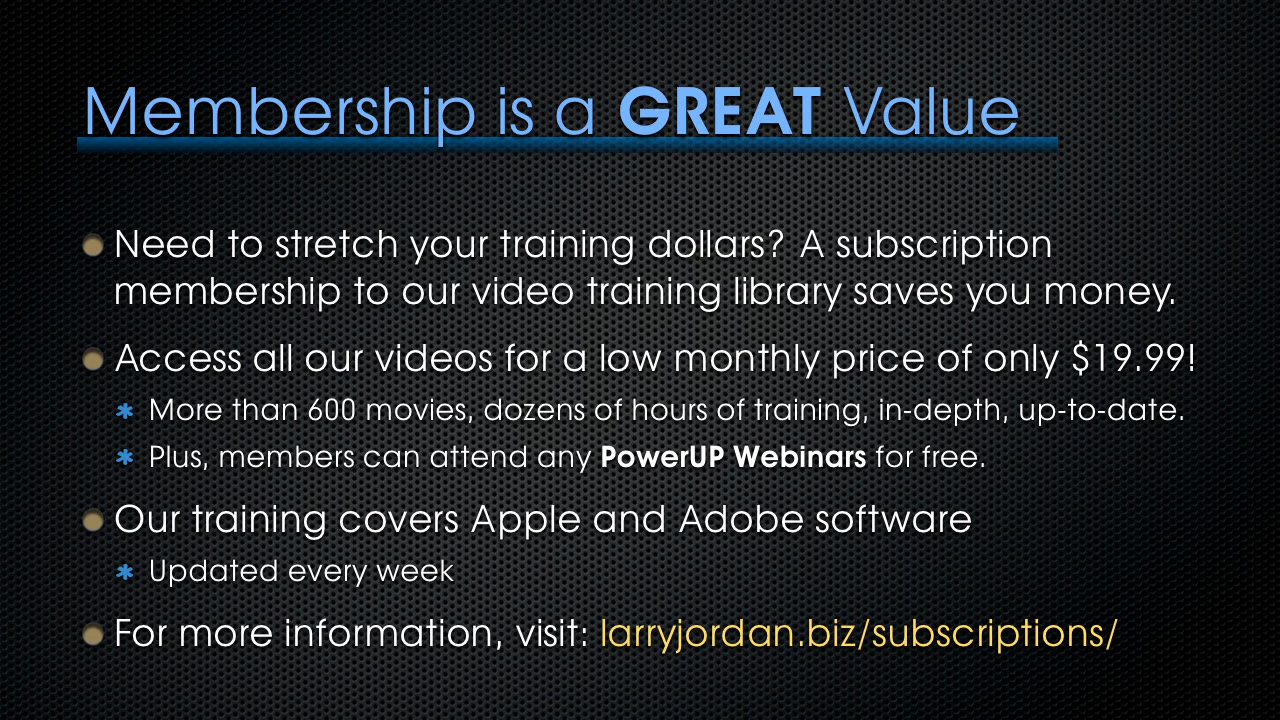 Membership is a GREAT Value
Need to stretch your training dollars? A subscription
membership to our video training library saves you money.
Access all our videos for a low monthly price of only $19.99!
More than 600 movies, dozens of hours of training, in-depth, up-to-date.
Plus, members can attend any PowerUP Webinars for free.
Our training covers Apple and Adobe software
Updated every week
For more information, visit: larryjordan.biz/subscriptions/